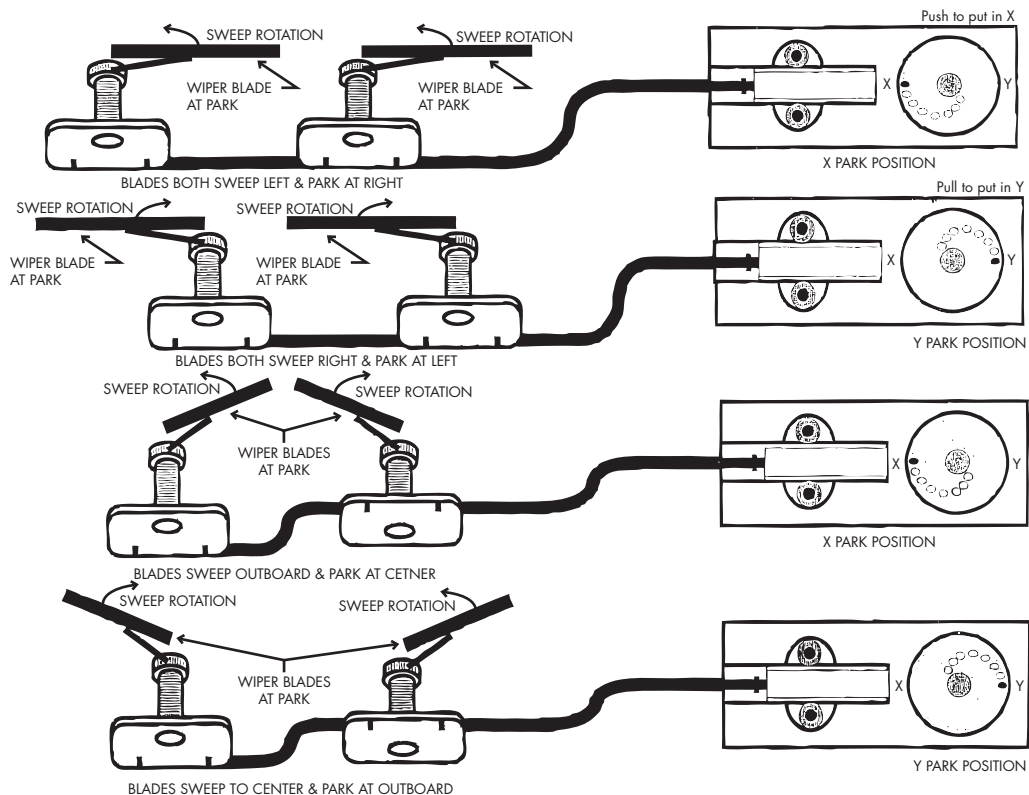 Push to put in X
SWEEP ROTATION
SWEEP ROTATION
WIPER BLADE
AT PARK
WIPER BLADE
AT PARK
X
Y
X PARK POSITION
BLADES BOTH SWEEP LEFT & PARK AT RIGHT
Pull to put in Y
SWEEP ROTATION
SWEEP ROTATION
WIPER BLADE
AT PARK
WIPER BLADE
AT PARK
X
Y
Y PARK POSITION
BLADES BOTH SWEEP RIGHT & PARK AT LEFT
SWEEP ROTATION
SWEEP ROTATION
WIPER BLADES
AT PARK
X
Y
X PARK POSITION
BLADES SWEEP OUTBOARD & PARK AT CETNER
SWEEP ROTATION
SWEEP ROTATION
WIPER BLADES
AT PARK
X
Y
Y PARK POSITION
BLADES SWEEP TO CENTER & PARK AT OUTBOARD